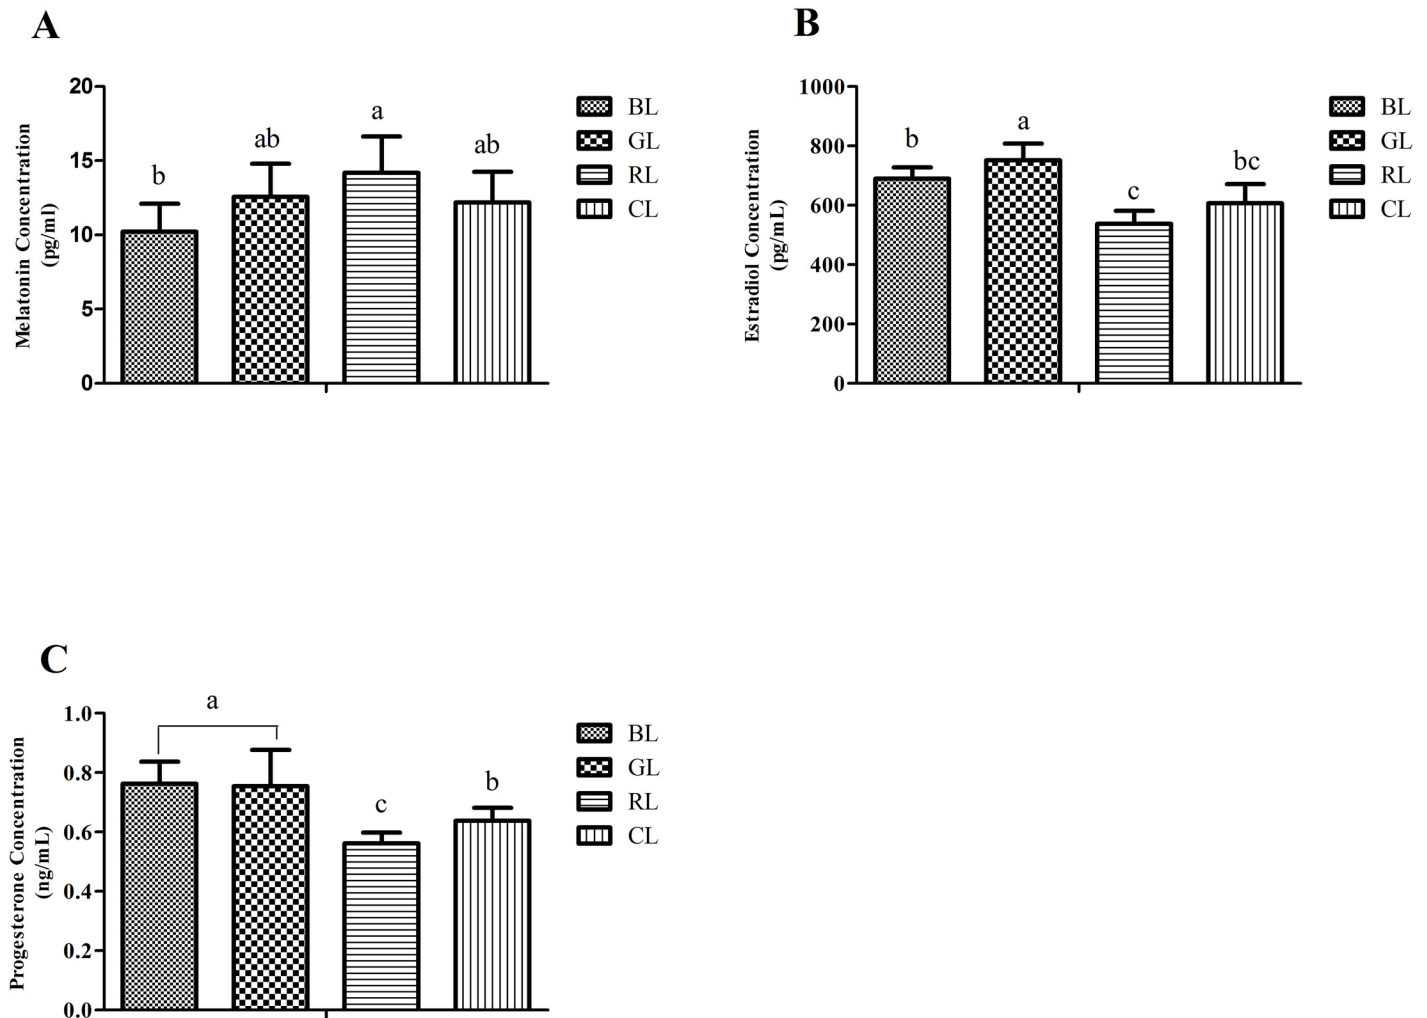 A
Melatonin Concentration
(pg/ml)
20
15
10
5
0
b
ab
a
ab
BL
GL
RL
CL
B
Estradiol Concentration
(pg/mL)
1000
800
600
400
200
0
b
a
c
bc
BL
GL
RL
CL
C
Progesterone Concentration
(ng/mL)
1.0
0.8
0.6
0.4
0.2
0.0
a
c
b
BL
GL
RL
CL